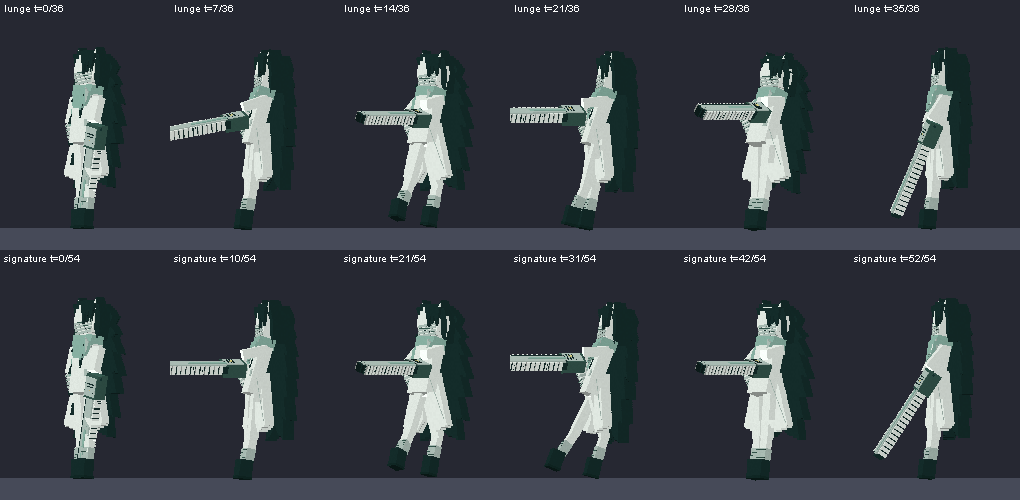 lunge t=0/36
lunge t=7/36
lunge t=14/36
lunge t=21/36
lunge t=28/36
lunge t=35/36
signature t=0/54
signature t=10/54
signature t=21/54
signature t=31/54
signature t=42/54
signature t=52/54